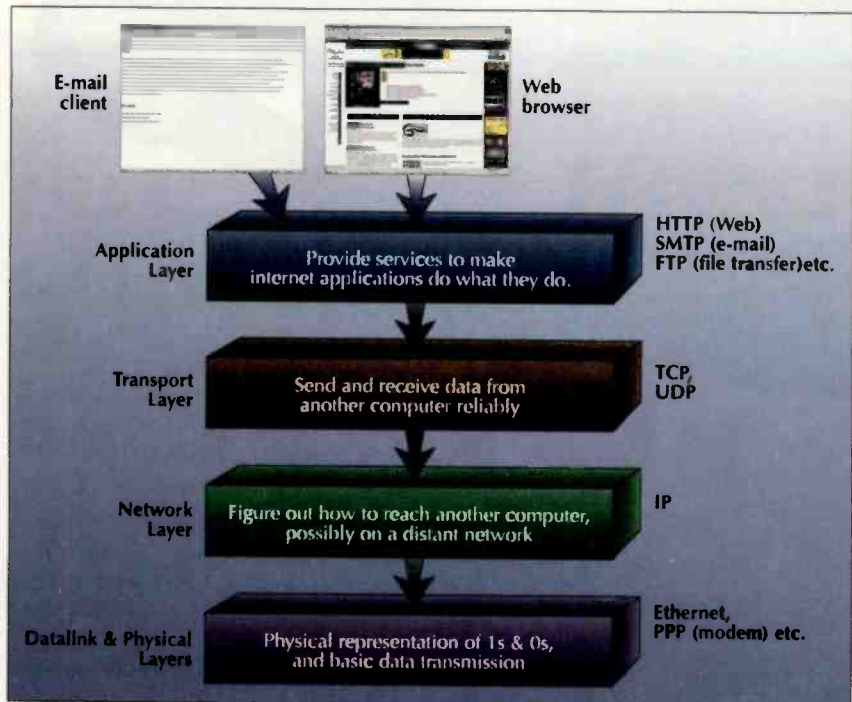 E-mail
client
Web
browser
Application
Layer
Provide services to make
internet applications do what they do.
HTTP (Web)
SMTP (e-mail)
FTP (file transfer)etc.
Transport
Layer
Send and receive data from
another computer reliably
TCP,
UDP
Network
Layer
Figure out how to reach another computer,
possibly on a distant network
IP
Datalink & Physical
Layers
Physical representation of 1s & 0s,
and basic data transmission
Ethernet,
PPP (modem) etc.